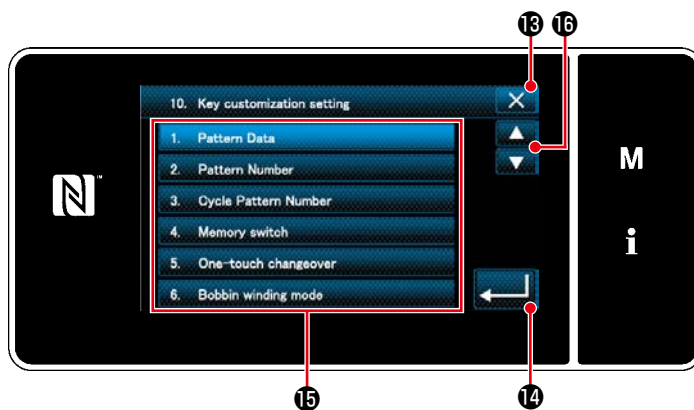 ⓭ ⓰
10. Key customization setting
1. Pattern Data
2. Pattern Number
3. Cycle Pattern Number
4. Memory switch
5. One-touch changeover
6. Bobbin winding mode
M
i
N™
⓯ ⓮